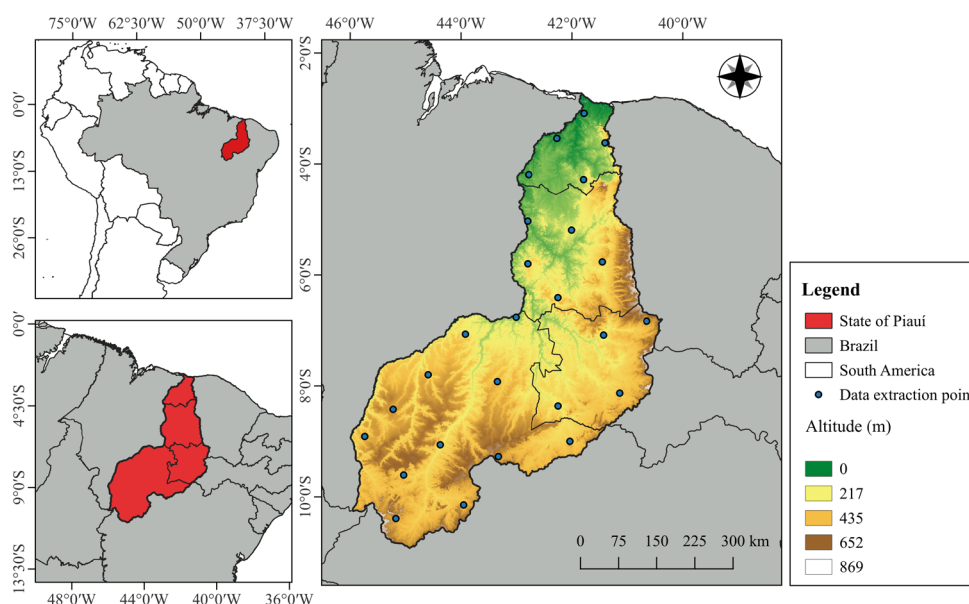 75°0'W 62°30'W 50°0'W 37°30'W
0°0'
13°0'S
26°0'S
0°0'
4°30'S
9°0'S
13°30'S
48°0'W 44°0'W 40°0'W 36°0'W
46°0'W 44°0'W 42°0'W 40°0'W
2°S
4°0'S
6°0'S
8°0'S
10°0'S
0 75 150 225 300 km
Legend
State of Piauí
Brazil
South America
Data extraction poin
Altitude (m)
0
217
435
652
869